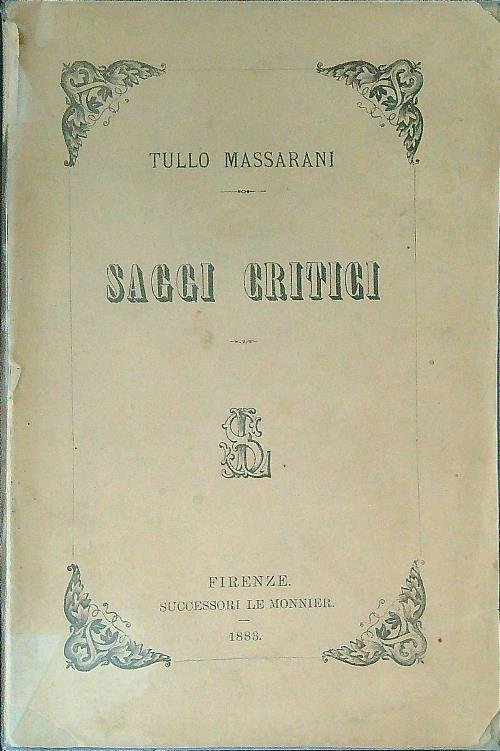 TULLO MASSARANI
SAGGI CRITICI
FIRENZE.
SUCCESSORI LE MONNIER.
1883.